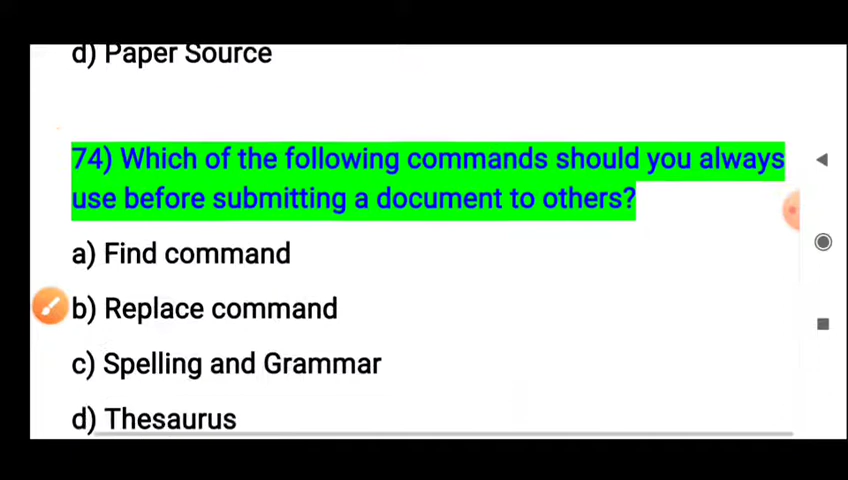 d) Paper Source
74) Which of the following commands should you always
use before submitting a document to others?
a) Find command
b) Replace command
c) Spelling and Grammar
d) Thesaurus